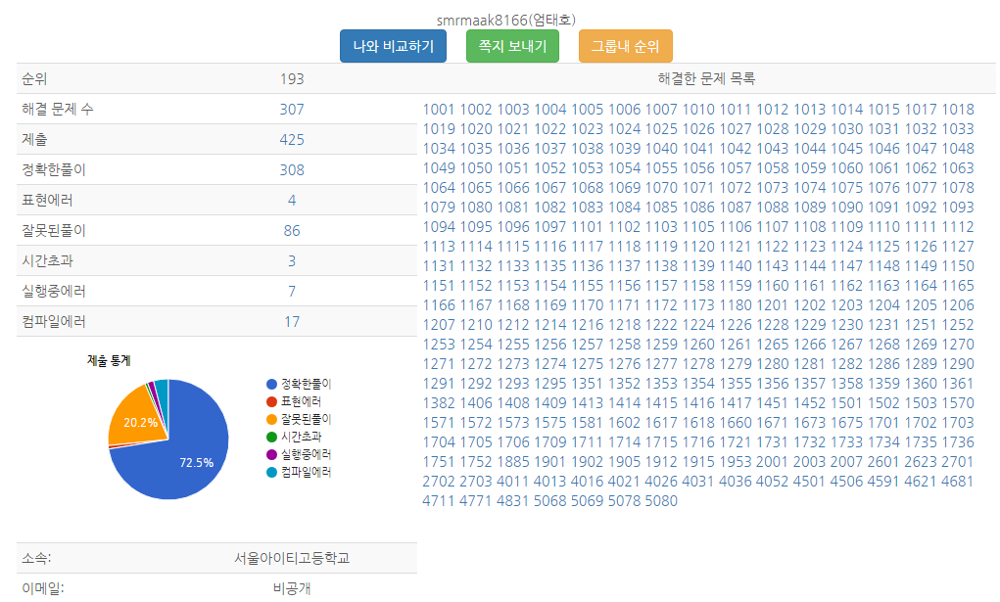 smrmaak8166(엄태호)
나와 비교하기 쪽지 보내기 그룹내 순위
순위 193 해결한 문제 목록
해결 문제 수 307
제출 425
정확한풀이 308
표현에러 4
잘못된풀이 86
시간초과 3
실행중에러 7
컴파일에러 17
1001 1002 1003 1004 1005 1006 1007 1010 1011 1012 1013 1014 1015 1017 1018
1019 1020 1021 1022 1023 1024 1025 1026 1027 1028 1029 1030 1031 1032 1033
1034 1035 1036 1037 1038 1039 1040 1041 1042 1043 1044 1045 1046 1047 1048
1049 1050 1051 1052 1053 1054 1055 1056 1057 1058 1059 1060 1061 1062 1063
1064 1065 1066 1067 1068 1069 1070 1071 1072 1073 1074 1075 1076 1077 1078
1079 1080 1081 1082 1083 1084 1085 1086 1087 1088 1089 1090 1091 1092 1093
1094 1095 1096 1097 1101 1102 1103 1105 1106 1107 1108 1109 1110 1111 1112
1113 1114 1115 1116 1117 1118 1119 1120 1121 1122 1123 1124 1125 1126 1127
1131 1132 1133 1135 1136 1137 1138 1139 1140 1143 1144 1147 1148 1149 1150
1151 1152 1153 1154 1155 1156 1157 1158 1159 1160 1161 1162 1163 1164 1165
1166 1167 1168 1169 1170 1171 1172 1173 1180 1201 1202 1203 1204 1205 1206
1207 1210 1212 1214 1216 1218 1222 1224 1226 1228 1229 1230 1231 1251 1252
1253 1254 1255 1256 1257 1258 1259 1260 1261 1265 1266 1267 1268 1269 1270
1271 1272 1273 1274 1275 1276 1277 1278 1279 1280 1281 1282 1286 1289 1290
1291 1292 1293 1295 1351 1352 1353 1354 1355 1356 1357 1358 1359 1360 1361
1382 1406 1408 1409 1413 1414 1415 1416 1417 1451 1452 1501 1502 1503 1570
1571 1572 1573 1575 1581 1602 1617 1618 1660 1671 1673 1675 1701 1702 1703
1704 1705 1706 1709 1711 1714 1715 1716 1721 1731 1732 1733 1734 1735 1736
1751 1752 1885 1901 1902 1905 1912 1915 1953 2001 2003 2007 2601 2623 2701
2702 2703 4011 4013 4016 4021 4026 4031 4036 4052 4501 4506 4591 4621 4681
4711 4771 4831 5068 5069 5078 5080
제출 통계
정확한풀이
표현에러
잘못된풀이
시간초과
실행중에러
컴파일에러
20.2%
72.5%
소속: 서울아이티고등학교
이메일: 비공개